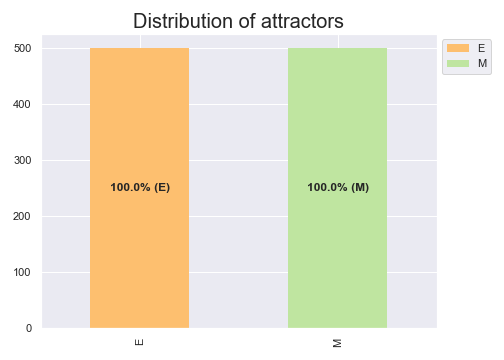 Distribution of attractors
500
400
300
200
100
0
100.0% (E)
100.0% (M)
E
M
E
M